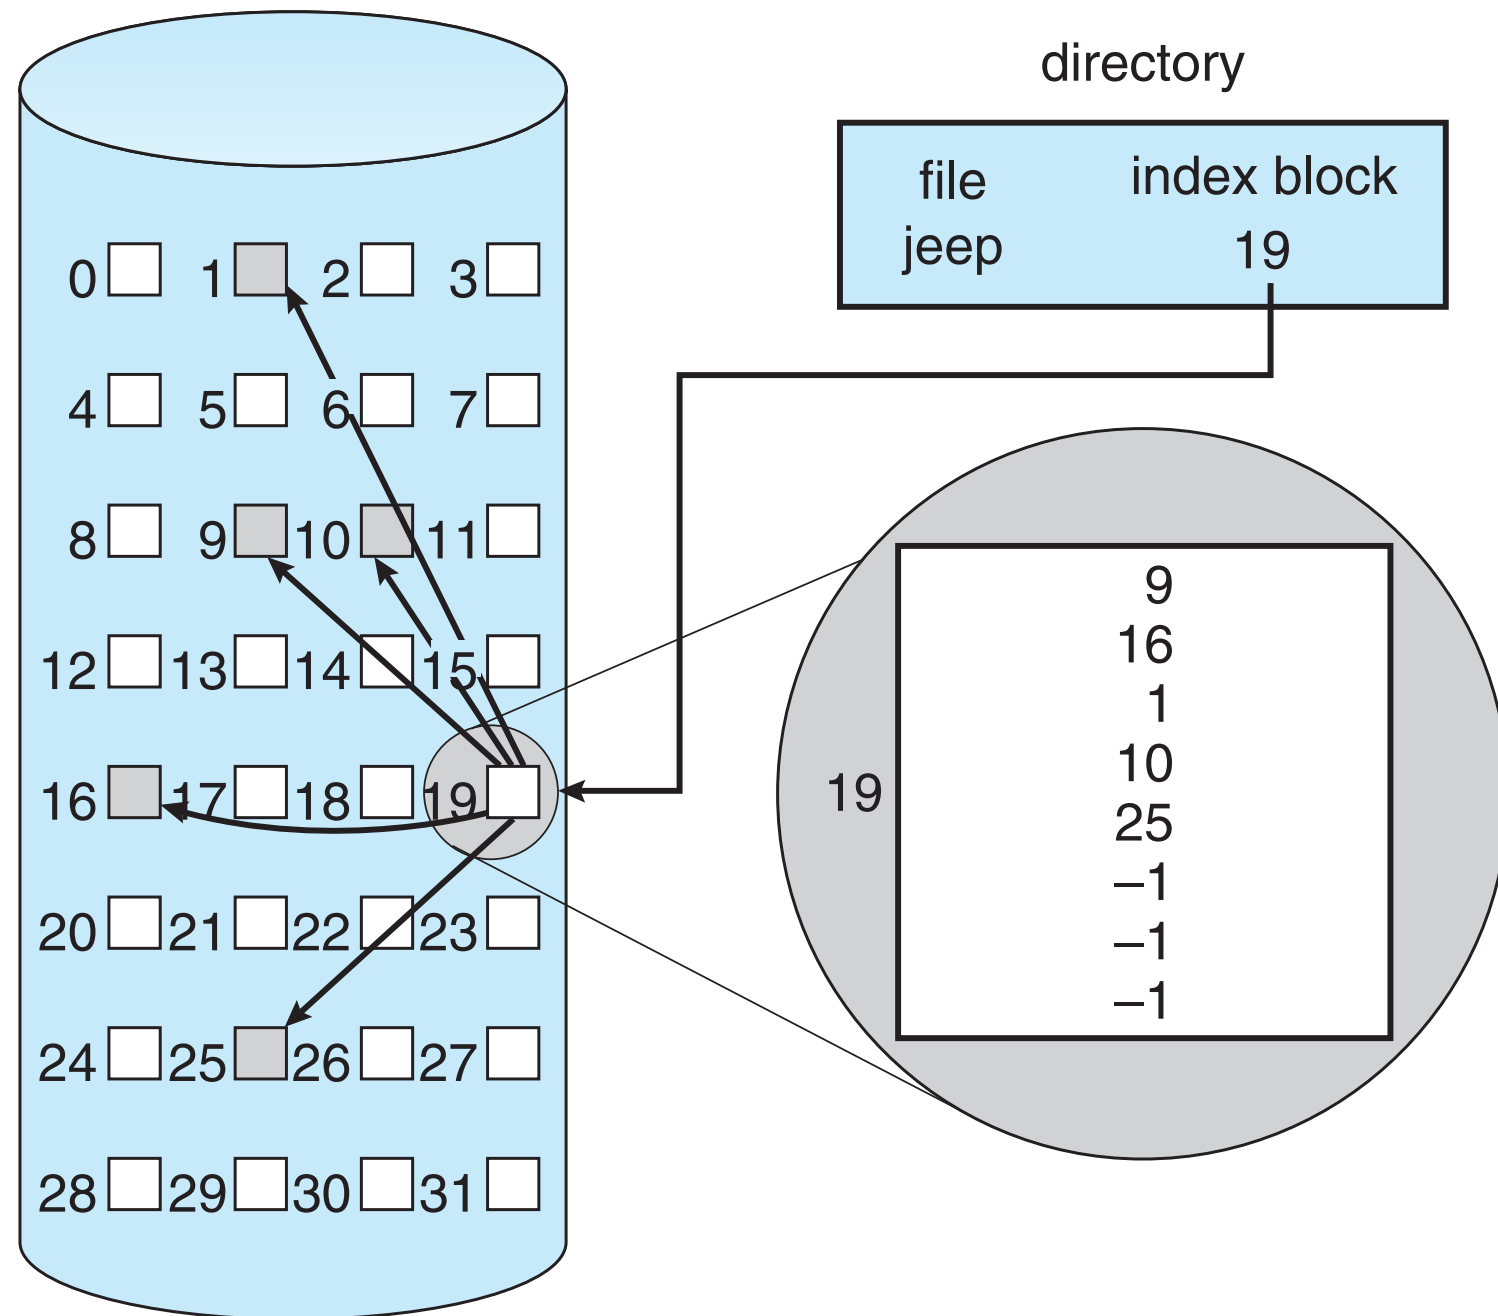 directory
file index block
jeep 19
0 1 2 3
4 5 6 7
8 9 10 11
12 13 14 15
16 17 18 19
20 21 22 23
24 25 26 27
28 29 30 31
19
9
16
1
10
25
–1
–1
–1